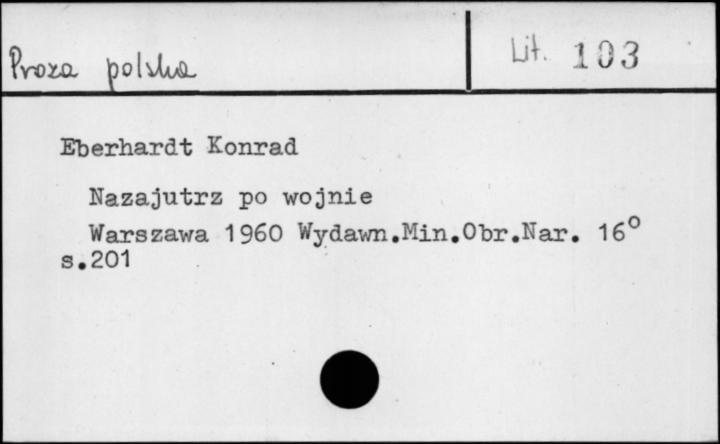 Proza polska
Lit. 103
Eberhardt Konrad
Nazajutrz po wojnie
Warszawa 1960 Wydawn.Min.Obr.Nar. 16°
s.201